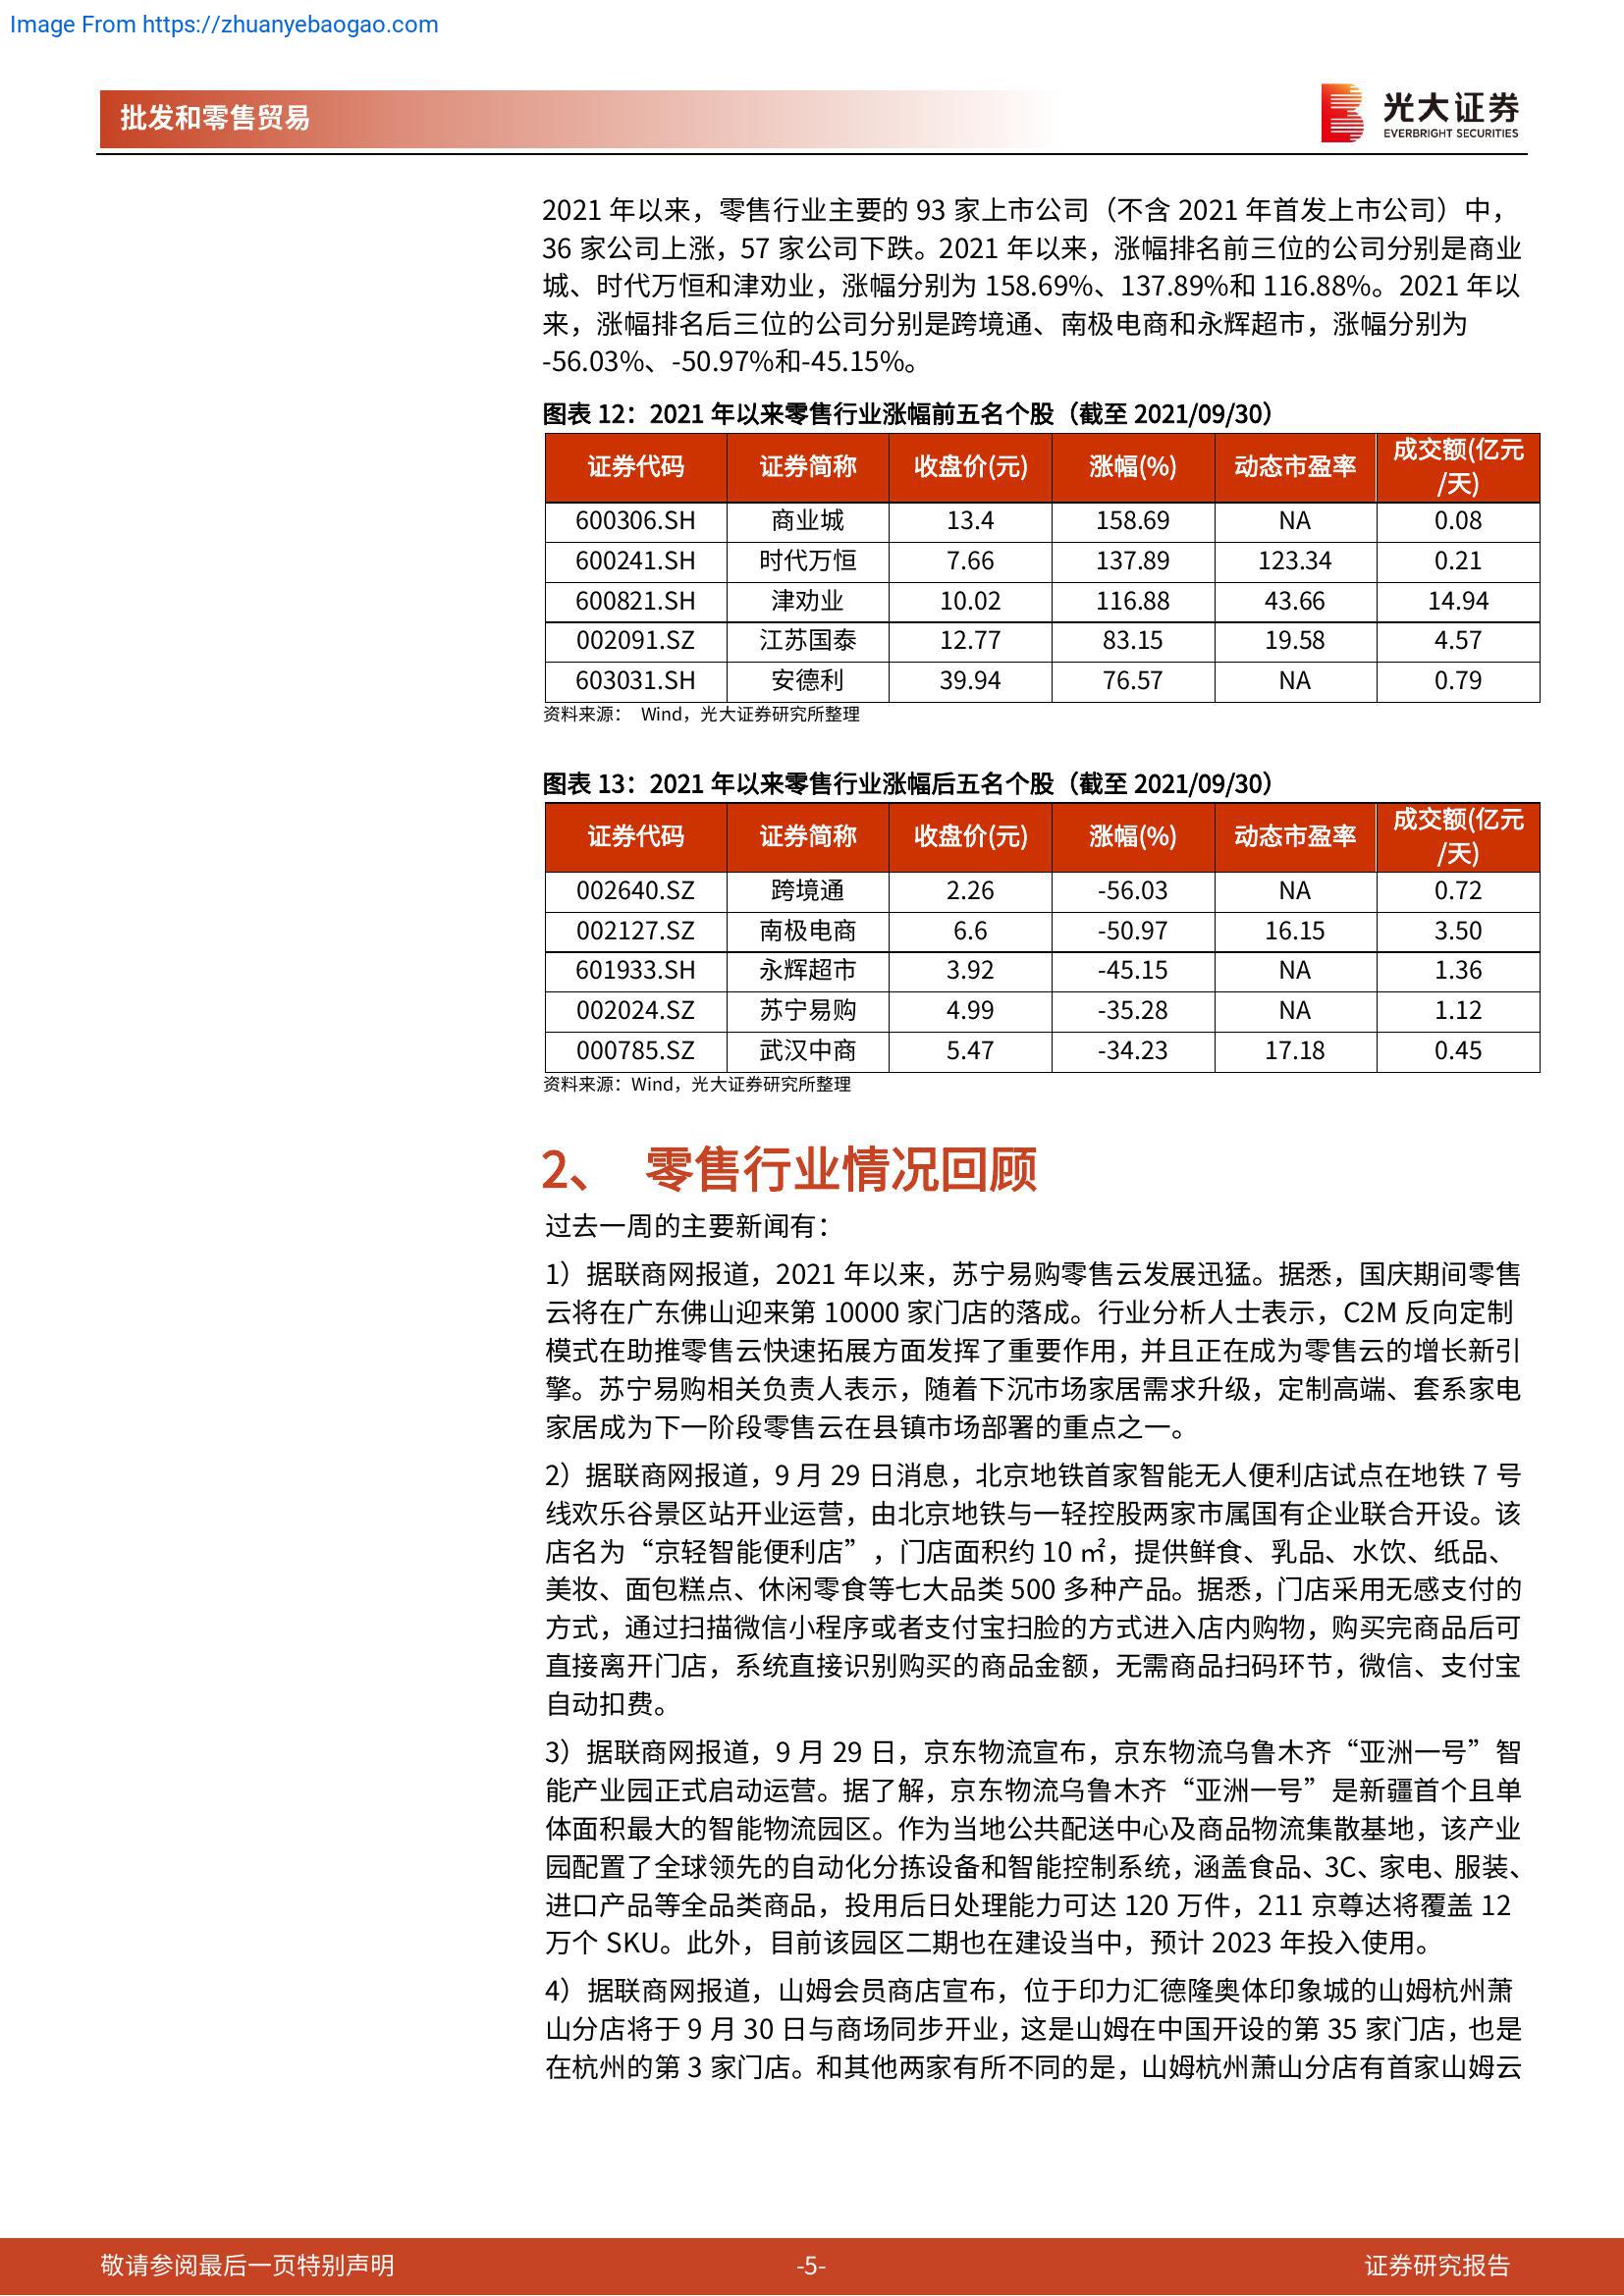 Image From https://zhuanyebaogao.com
批发和零售贸易
光大证券
EVERBRIGHT SECURITIES
2021 年以来，零售行业主要的 93 家上市公司（不含 2021 年首发上市公司）中，
36 家公司上涨，57 家公司下跌。2021 年以来，涨幅排名前三位的公司分别是商业
城、时代万恒和津劝业，涨幅分别为 158.69%、137.89%和 116.88%。2021 年以
来，涨幅排名后三位的公司分别是跨境通、南极电商和永辉超市，涨幅分别为
-56.03%、-50.97%和-45.15%。
图表 12：2021 年以来零售行业涨幅前五名个股（截至 2021/09/30）
证券代码 证券简称 收盘价(元) 涨幅(%) 动态市盈率 成交额(亿元
/天)
600306.SH 商业城 13.4 158.69 NA 0.08
600241.SH 时代万恒 7.66 137.89 123.34 0.21
600821.SH 津劝业 10.02 116.88 43.66 14.94
002091.SZ 江苏国泰 12.77 83.15 19.58 4.57
603031.SH 安德利 39.94 76.57 NA 0.79
资料来源： Wind，光大证券研究所整理
图表 13：2021 年以来零售行业涨幅后五名个股（截至 2021/09/30）
证券代码 证券简称 收盘价(元) 涨幅(%) 动态市盈率 成交额(亿元
/天)
002640.SZ 跨境通 2.26 -56.03 NA 0.72
002127.SZ 南极电商 6.6 -50.97 16.15 3.50
601933.SH 永辉超市 3.92 -45.15 NA 1.36
002024.SZ 苏宁易购 4.99 -35.28 NA 1.12
000785.SZ 武汉中商 5.47 -34.23 17.18 0.45
资料来源：Wind，光大证券研究所整理
2、 零售行业情况回顾
过去一周的主要新闻有：
1）据联商网报道，2021 年以来，苏宁易购零售云发展迅猛。据悉，国庆期间零售
云将在广东佛山迎来第 10000 家门店的落成。行业分析人士表示，C2M 反向定制
模式在助推零售云快速拓展方面发挥了重要作用，并且正在成为零售云的增长新引
擎。苏宁易购相关负责人表示，随着下沉市场家居需求升级，定制高端、套系家电
家居成为下一阶段零售云在县镇市场部署的重点之一。
2）据联商网报道，9 月 29 日消息，北京地铁首家智能无人便利店试点在地铁 7 号
线欢乐谷景区站开业运营，由北京地铁与一轻控股两家市属国有企业联合开设。该
店名为“京轻智能便利店”，门店面积约 10 ㎡，提供鲜食、乳品、水饮、纸品、
美妆、面包糕点、休闲零食等七大品类 500 多种产品。据悉，门店采用无感支付的
方式，通过扫描微信小程序或者支付宝扫脸的方式进入店内购物，购买完商品后可
直接离开门店，系统直接识别购买的商品金额，无需商品扫码环节，微信、支付宝
自动扣费。
3）据联商网报道，9 月 29 日，京东物流宣布，京东物流乌鲁木齐“亚洲一号”智
能产业园正式启动运营。据了解，京东物流乌鲁木齐“亚洲一号”是新疆首个且单
体面积最大的智能物流园区。作为当地公共配送中心及商品物流集散基地，该产业
园配置了全球领先的自动化分拣设备和智能控制系统，涵盖食品、3C、家电、服装、
进口产品等全品类商品，投用后日处理能力可达 120 万件，211 京尊达将覆盖 12
万个 SKU。此外，目前该园区二期也在建设当中，预计 2023 年投入使用。
4）据联商网报道，山姆会员商店宣布，位于印力汇德隆奥体印象城的山姆杭州萧
山分店将于 9 月 30 日与商场同步开业，这是山姆在中国开设的第 35 家门店，也是
在杭州的第 3 家门店。和其他两家有所不同的是，山姆杭州萧山分店有首家山姆云
敬请参阅最后一页特别声明 -5- 证券研究报告